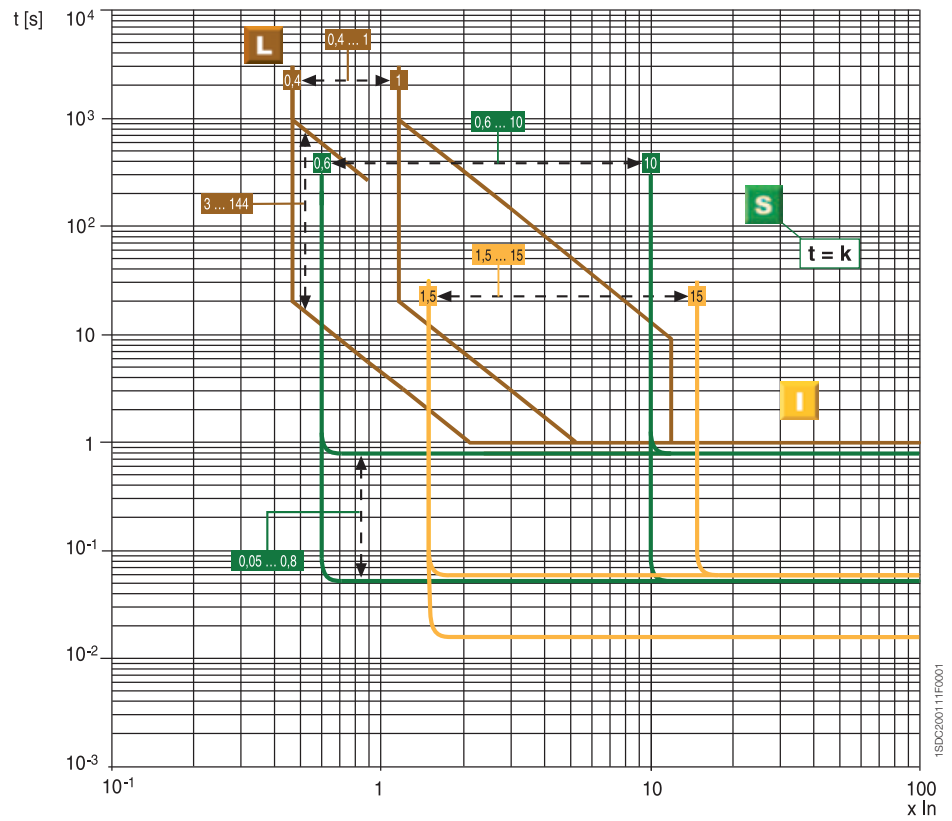 t [s]
10⁴
L
0,4 ... 1
0,4
1
10³
0,6 ... 10
0,6
10
3 ... 144
S
10²
t = k
1,5 ... 15
1,5
15
10
I
1
10⁻¹
0,05 ... 0,8
10⁻²
10⁻³
10⁻¹
1
10
100
x In
1SDC200111F0001